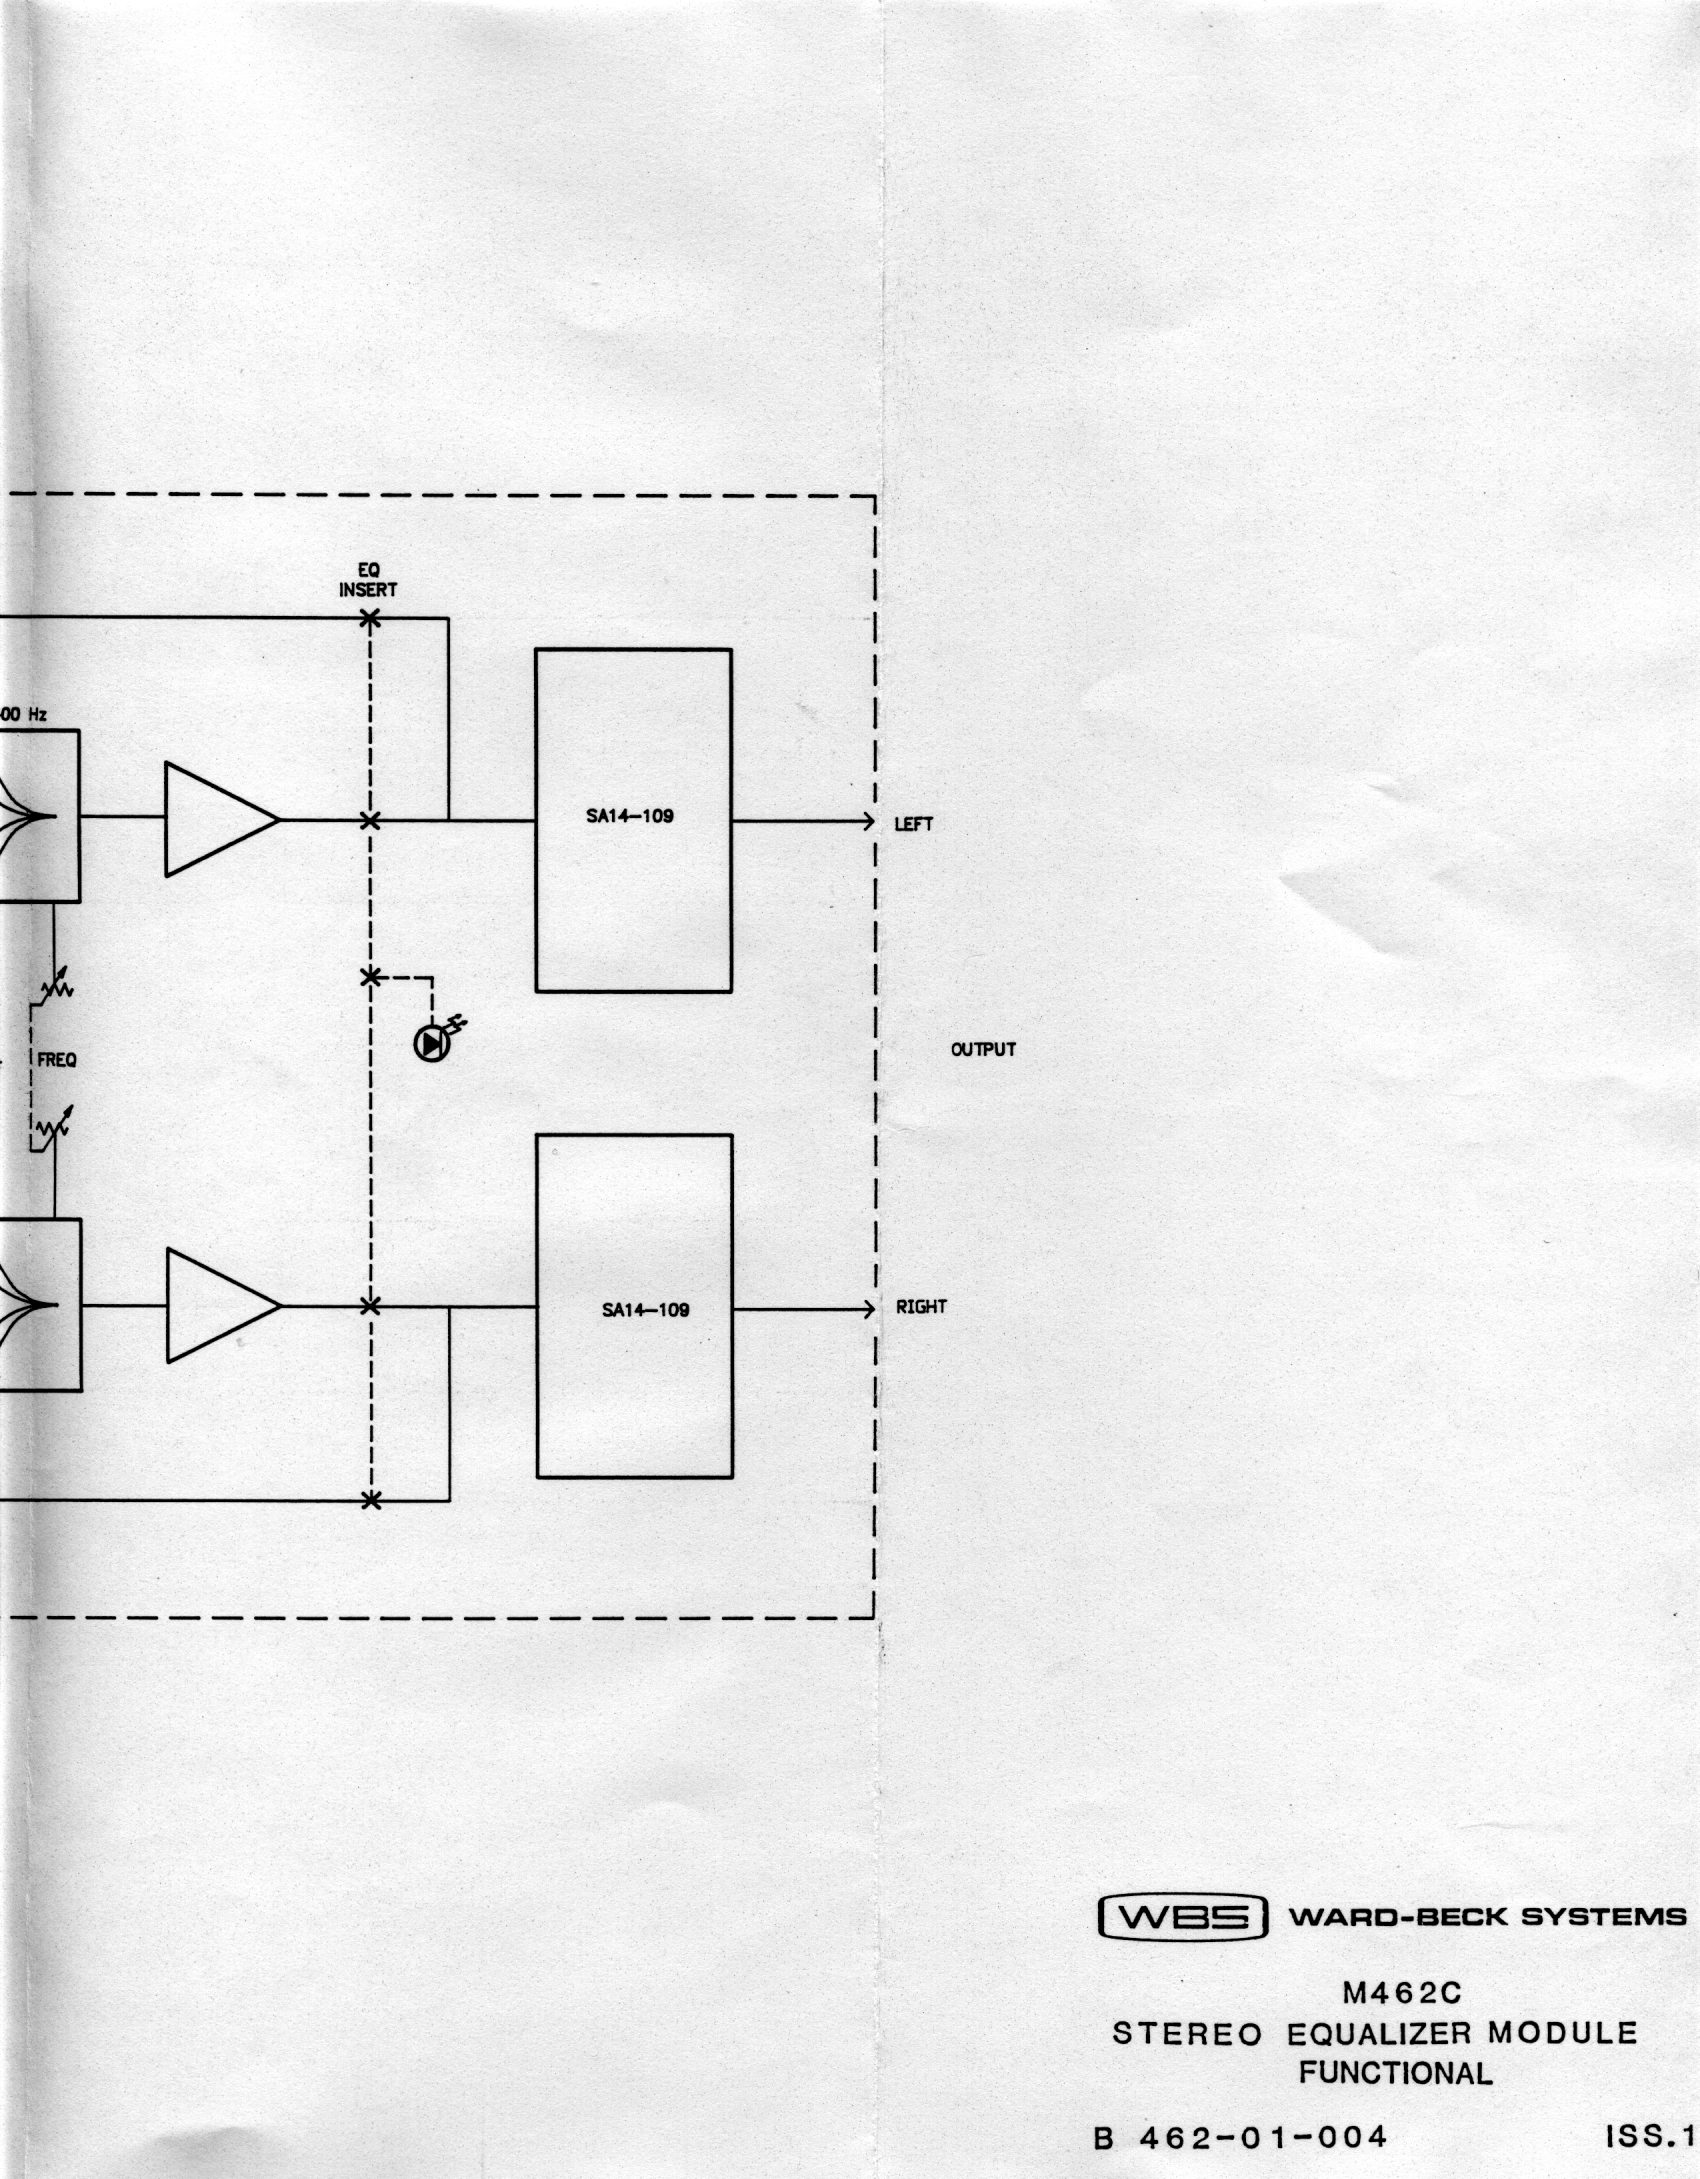 EQ
INSERT
00 Hz
SA14-109
LEFT
FREQ
OUTPUT
SA14-109
RIGHT
WBS WARD-BECK SYSTEMS
M462C
STEREO EQUALIZER MODULE
FUNCTIONAL
B 462-01-004 ISS.1